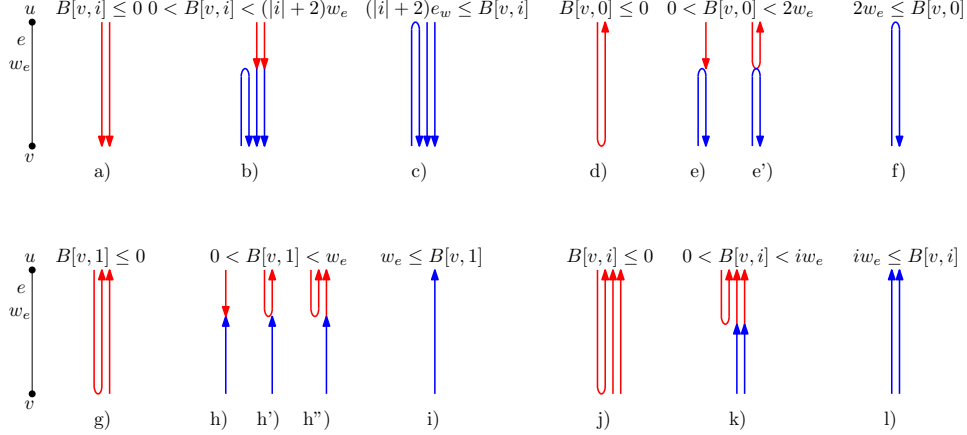 u B[v, i] ≤ 0 0 < B[v, i] < (|i| + 2)w_e (|i| + 2)e_w ≤ B[v, i] B[v, 0] ≤ 0 0 < B[v, 0] < 2w_e 2w_e ≤ B[v, 0]
e
w_e
v
a) b) c) d) e) e') f)
u B[v, 1] ≤ 0 0 < B[v, 1] < w_e w_e ≤ B[v, 1] B[v, i] ≤ 0 0 < B[v, i] < iw_e iw_e ≤ B[v, i]
e
w_e
v
g) h) h') h") i) j) k) l)